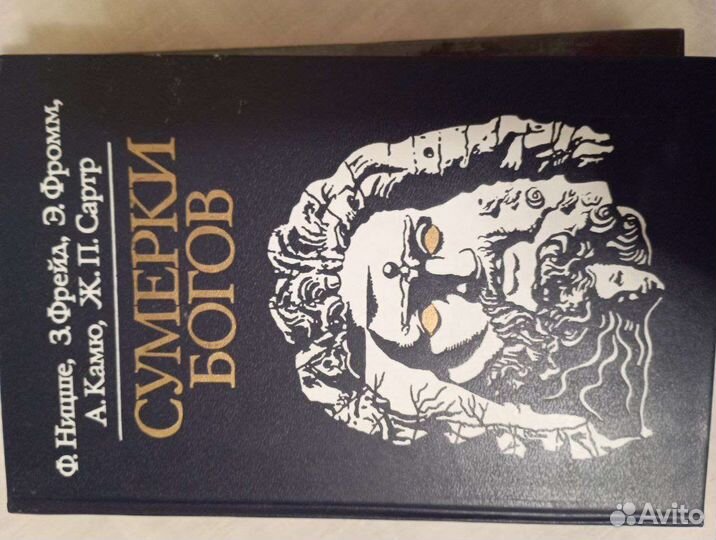 Ф. Ницше, З. Фрейд, Э. Фромм,
А. Камю, Ж. П. Сартр
СУМЕРКИ
БОГОВ
Avito